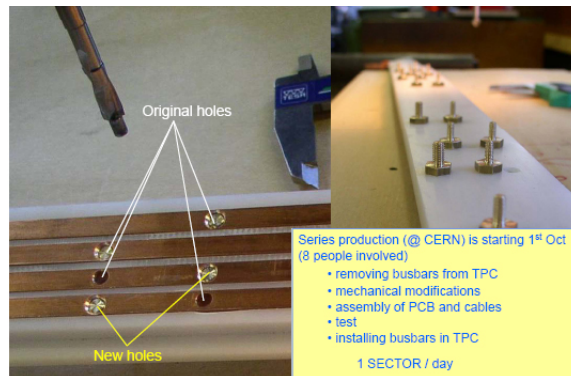 Original holes
New holes
Series production (@ CERN) is starting 1st Oct
(8 people involved)
• removing busbars from TPC
• mechanical modifications
• assembly of PCB and cables
• test
• installing busbars in TPC
1 SECTOR / day